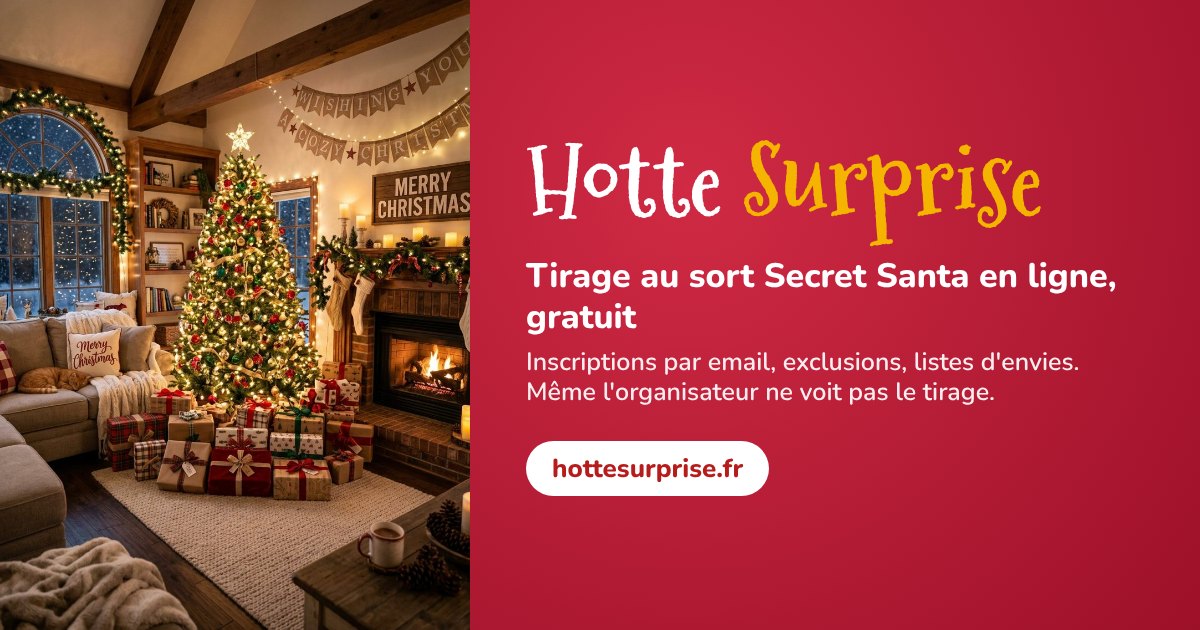 WISHING YOU
A COZY CHRISTM
MERRY
CHRISTMAS
Merry
Christmas
Hotte Surprise
Tirage au sort Secret Santa en ligne,
gratuit
Inscriptions par email, exclusions, listes d'envies.
Même l'organisateur ne voit pas le tirage.
hottesurprise.fr